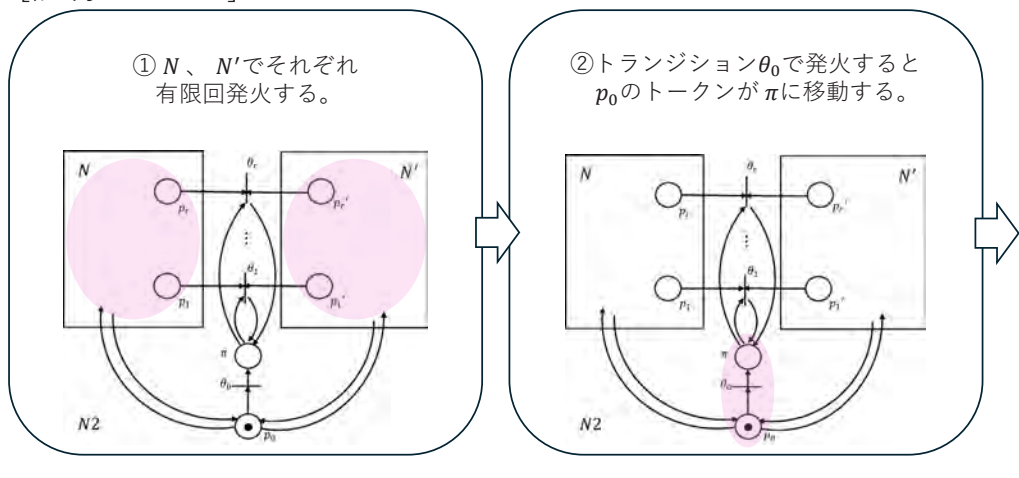 ① N 、 N'でそれぞれ
有限回発火する。
N
N'
θᵣ
pᵣ
pᵣ'
⋮
θ₁
p₁
p₁'
π
θ₀
N2
p₀
②トランジションθ₀で発火すると
p₀のトークンが πに移動する。
N
N'
θᵣ
pᵣ'
⋮
θ₁
p₁
p₁'
π
θ₀
N2
p₀